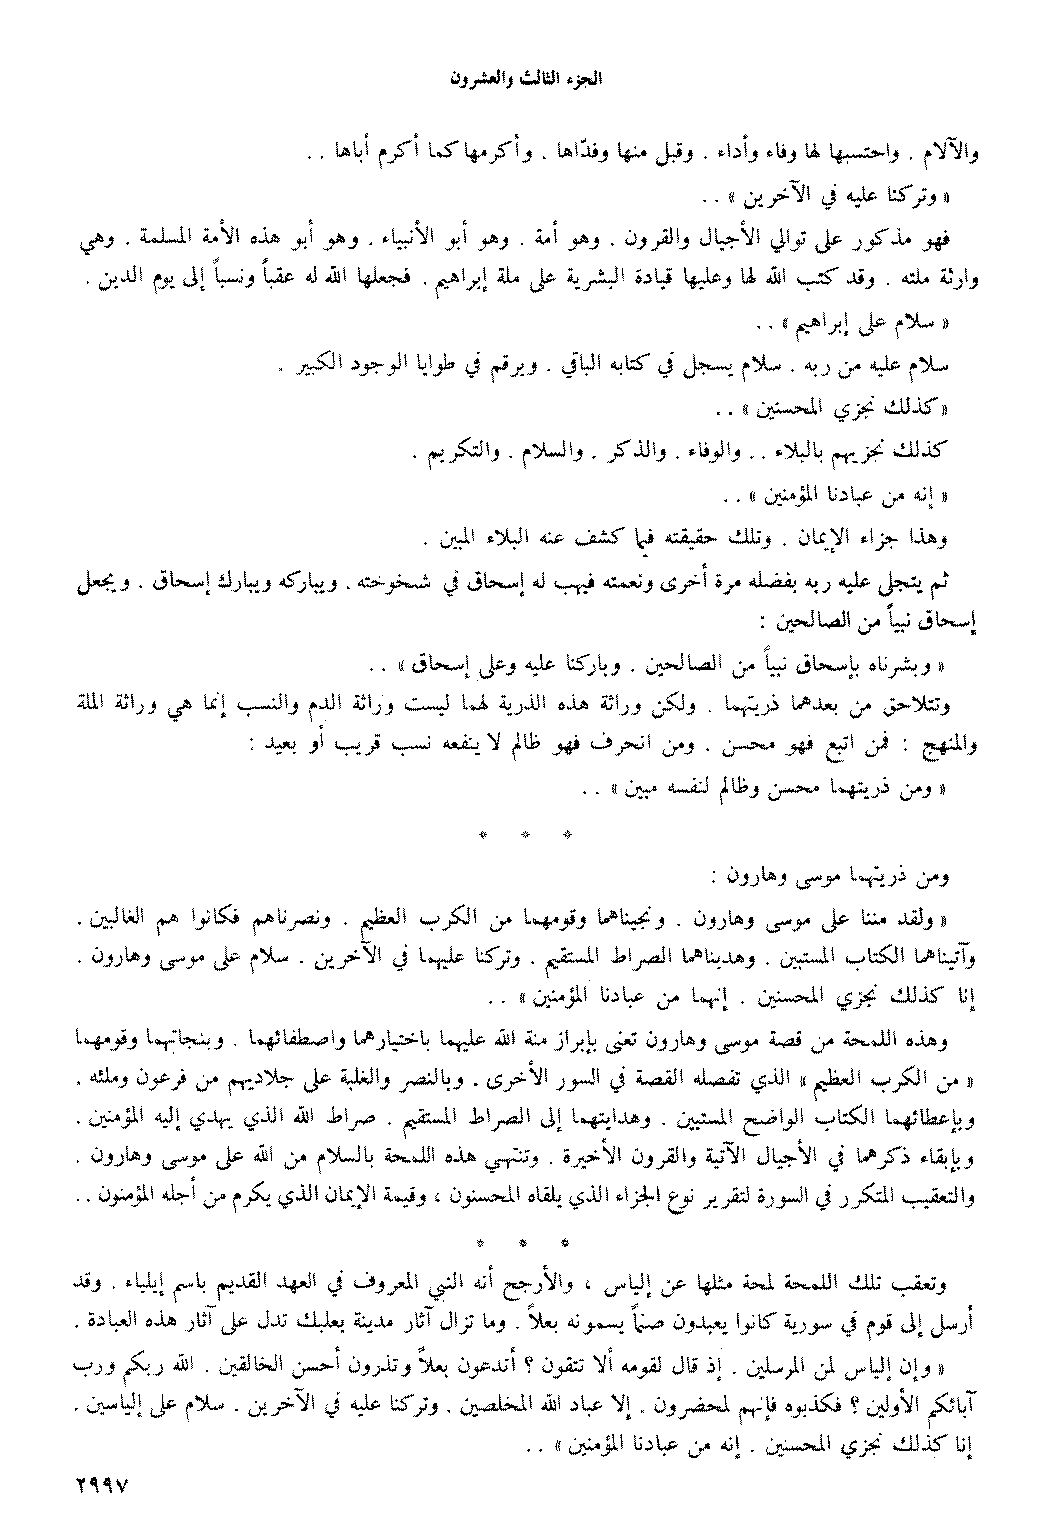 الجزء الثالث والعشرون
والآلام . واحتسبها لها وفاء وأداء . وقبل منها وفدّاها . وأكرمها كما أكرم أباها . .
« وتركنا عليه في الآخرين » . .
فهو مذكور على توالي الأجيال والقرون . وهو أمة . وهو أبو الأنبياء . وهو أبو هذه الأمة المسلمة . وهي
وارثة ملته . وقد كتب الله لها وعليها قيادة البشرية على ملة إبراهيم . فجعلها الله له عقباً ونسباً إلى يوم الدين .
« سلام على إبراهيم » . .
سلام عليه من ربه . سلام يسجل في كتابه الباقي . ويرقم في طوايا الوجود الكبير .
« كذلك نجزي المحسنين » . .
كذلك نجزيهم بالبلاء . . والوفاء . والذكر . والسلام . والتكريم .
« إنه من عبادنا المؤمنين » . .
وهذا جزاء الإيمان . وتلك حقيقته فيما كشف عنه البلاء المبين .
ثم يتجلى عليه ربه بفضله مرة أخرى ونعمته فيهب له إسحاق في شخوخته . ويباركه ويبارك إسحاق . ويجعل
إسحاق نبياً من الصالحين :
« وبشرناه بإسحاق نبياً من الصالحين . وباركنا عليه وعلى إسحاق » . .
وتتلاحق من بعدهما ذريتهما . ولكن وراثة هذه الذرية لهما ليست وراثة الدم والنسب إنما هي وراثة الملة
والمنهج : فمن اتبع فهو محسن . ومن انحرف فهو ظالم لا ينفعه نسب قريب أو بعيد :
« ومن ذريتهما محسن وظالم لنفسه مبين » . .
* * *
ومن ذريتهما موسى وهارون :
« ولقد مننا على موسى وهارون . ونجيناهما وقومهما من الكرب العظيم . ونصرناهم فكانوا هم الغالبين .
وآتيناهما الكتاب المستبين . وهديناهما الصراط المستقيم . وتركنا عليهما في الآخرين . سلام على موسى وهارون .
إنا كذلك نجزي المحسنين . إنهما من عبادنا المؤمنين » . .
وهذه اللمحة من قصة موسى وهارون تعنى بإبراز منة الله عليهما باختيارهما واصطفائهما . وبنجاتهما وقومهما
« من الكرب العظيم » الذي تفصله القصة في السور الأخرى . وبالنصر والغلبة على جلاديهم من فرعون وملئه .
وبإعطائهما الكتاب الواضح المستبين . وهدايتهما إلى الصراط المستقيم . صراط الله الذي يهدي إليه المؤمنين .
وبإبقاء ذكرهما في الأجيال الآتية والقرون الأخيرة . وتنتهي هذه اللمحة بالسلام من الله على موسى وهارون .
والتعقيب المتكرر في السورة لتقرير نوع الجزاء الذي يلقاه المحسنون ، وقيمة الإيمان الذي يكرم من أجله المؤمنون . .
* * *
وتعقب تلك اللمحة لمحة مثلها عن إلياس ، والأرجح أنه النبي المعروف في العهد القديم باسم إيلياء . وقد
أرسل إلى قوم في سورية كانوا يعبدون صنماً يسمونه بعلاً . وما تزال آثار مدينة بعلبك تدل على آثار هذه العبادة .
« وإن إلياس لمن المرسلين . إذ قال لقومه ألا تتقون ؟ أتدعون بعلاً وتذرون أحسن الخالقين . الله ربكم ورب
آبائكم الأولين ؟ فكذبوه فإنهم لمحضرون . إلا عباد الله المخلصين . وتركنا عليه في الآخرين . سلام على إلياسين .
إنا كذلك نجزي المحسنين . إنه من عبادنا المؤمنين » . .
٢٩٩٧